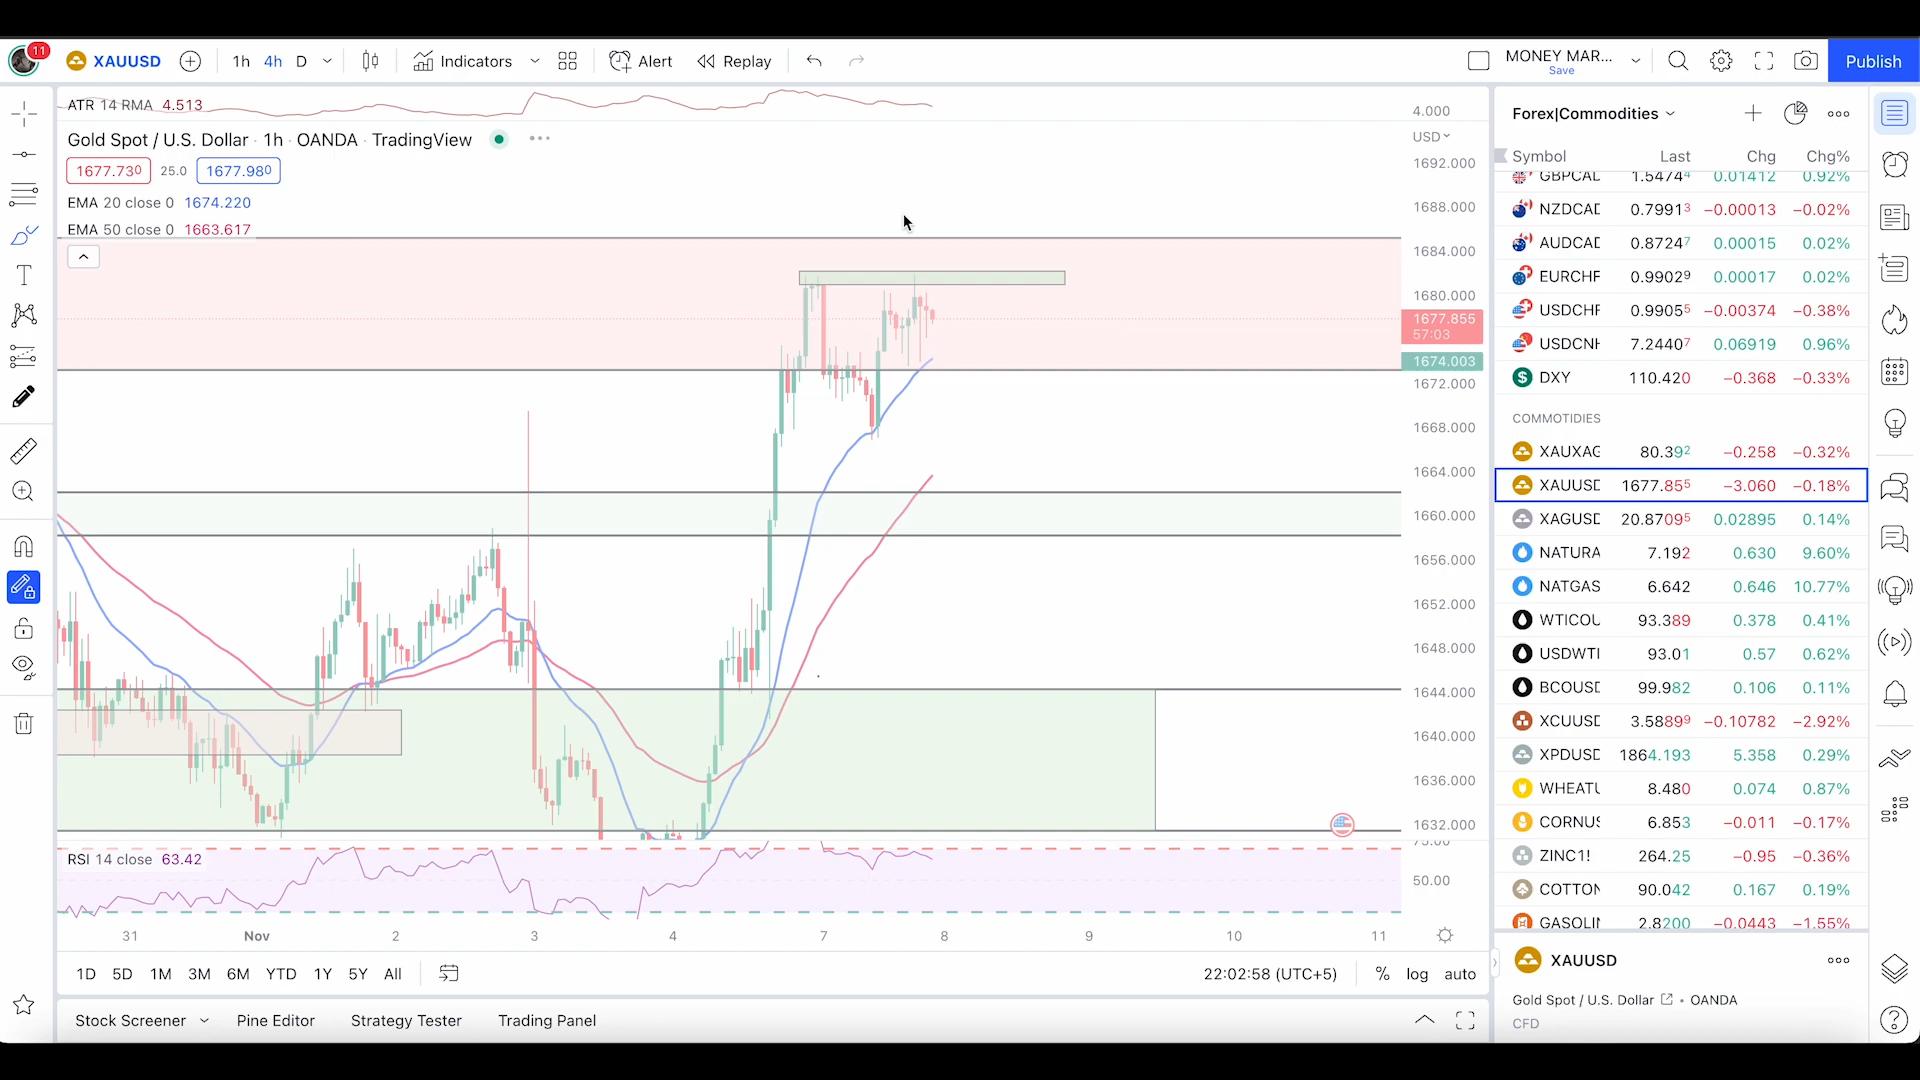 11 XAUUSD 1h 4h D Indicators Alert Replay MONEY MAR... Save Publish
ATR 14 RMA 4.513
Gold Spot / U.S. Dollar · 1h · OANDA · TradingView
1677.730 25.0 1677.980
EMA 20 close 0 1674.220
EMA 50 close 0 1663.617
4.000
USD
1692.000
1688.000
1684.000
1680.000
1677.855
57:03
1674.003
1672.000
1668.000
1664.000
1660.000
1656.000
1652.000
1648.000
1644.000
1640.000
1636.000
1632.000
75.00
RSI 14 close 63.42
50.00
31 Nov 2 3 4 7 8 9 10 11
1D 5D 1M 3M 6M YTD 1Y 5Y All 22:02:58 (UTC+5) % log auto
Stock Screener Pine Editor Strategy Tester Trading Panel
Forex|Commodities
Symbol Last Chg Chg%
GBPCAD 1.54744 0.01412 0.92%
NZDCAD 0.79913 −0.00013 −0.02%
AUDCAD 0.87247 0.00015 0.02%
EURCHF 0.99029 0.00017 0.02%
USDCHF 0.99055 −0.00374 −0.38%
USDCNH 7.24407 0.06919 0.96%
DXY 110.420 −0.368 −0.33%
COMMOTIDIES
XAUXAG 80.392 −0.258 −0.32%
XAUUSD 1677.855 −3.060 −0.18%
XAGUSD 20.87095 0.02895 0.14%
NATURA 7.192 0.630 9.60%
NATGAS 6.642 0.646 10.77%
WTICOU 93.389 0.378 0.41%
USDWTI 93.01 0.57 0.62%
BCOUSD 99.982 0.106 0.11%
XCUUSD 3.58899 −0.10782 −2.92%
XPDUSD 1864.193 5.358 0.29%
WHEATU 8.480 0.074 0.87%
CORNUS 6.853 −0.011 −0.17%
ZINC1! 264.25 −0.95 −0.36%
COTTON 90.042 0.167 0.19%
GASOLIN 2.8200 −0.0443 −1.55%
XAUUSD
Gold Spot / U.S. Dollar • OANDA
CFD